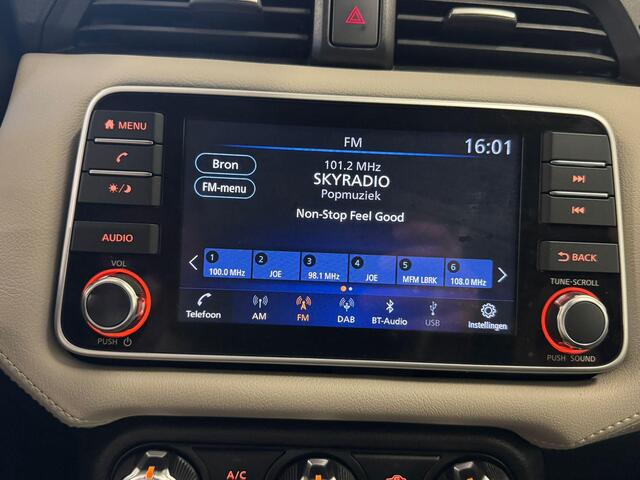 MENU
AUDIO
VOL
PUSH
FM
16:01
Bron
101.2 MHz
SKYRADIO
FM-menu
Popmuziek
Non-Stop Feel Good
1 2 3 4 5 6
100.0 MHz JOE 98.1 MHz JOE MFM LBRK 108.0 MHz
Telefoon AM FM DAB BT-Audio USB Instellingen
BACK
TUNE-SCROLL
PUSH SOUND
A/C